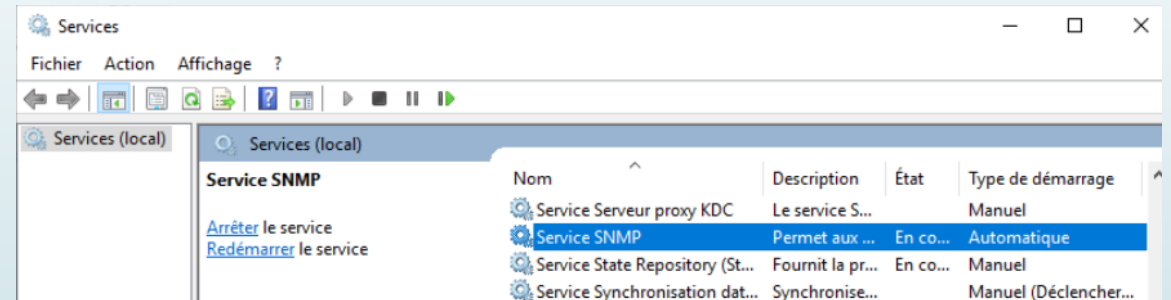 Services
Fichier Action Affichage ?
Services (local)
Services (local)
Service SNMP
Arrêter le service
Redémarrer le service
Nom Description État Type de démarrage
Service Serveur proxy KDC Le service S... Manuel
Service SNMP Permet aux ... En co... Automatique
Service State Repository (St... Fournit la pr... En co... Manuel
Service Synchronisation dat... Synchronise... Manuel (Déclencher...